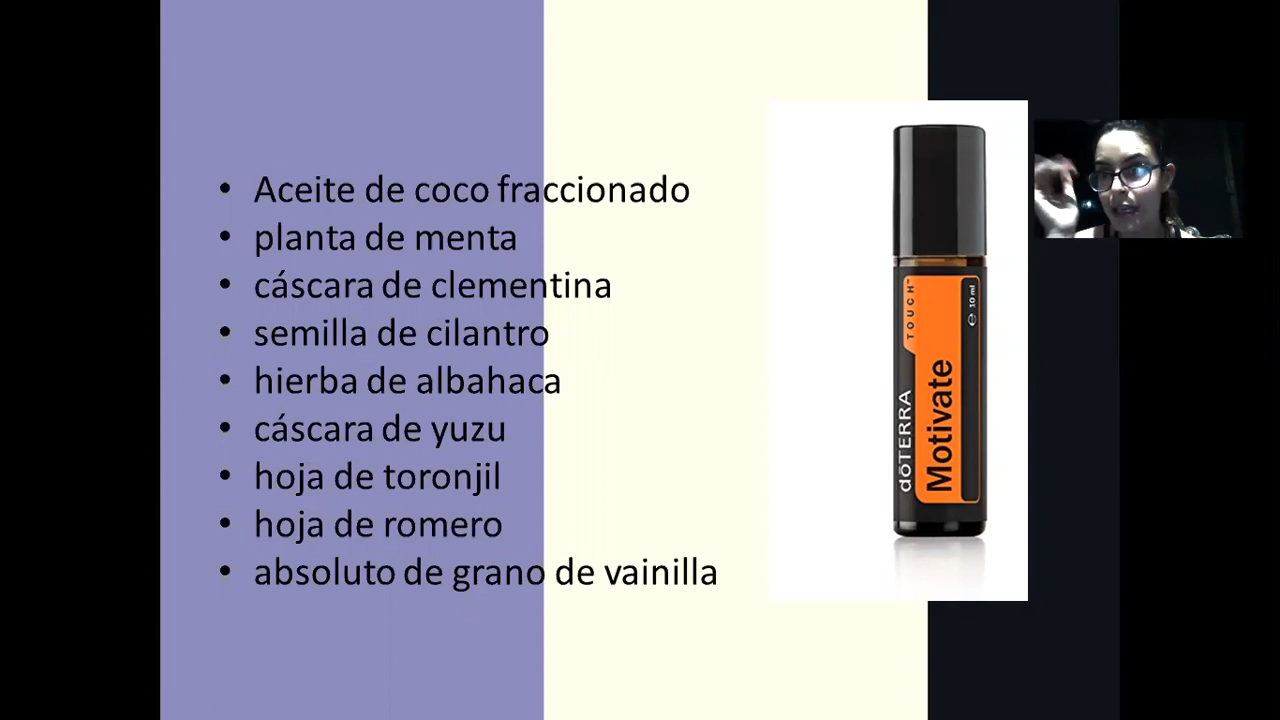 Aceite de coco fraccionado
planta de menta
cáscara de clementina
semilla de cilantro
hierba de albahaca
cáscara de yuzu
hoja de toronjil
hoja de romero
absoluto de grano de vainilla
dōTERRA
Motivate
TOUCH™
℮ 10 ml